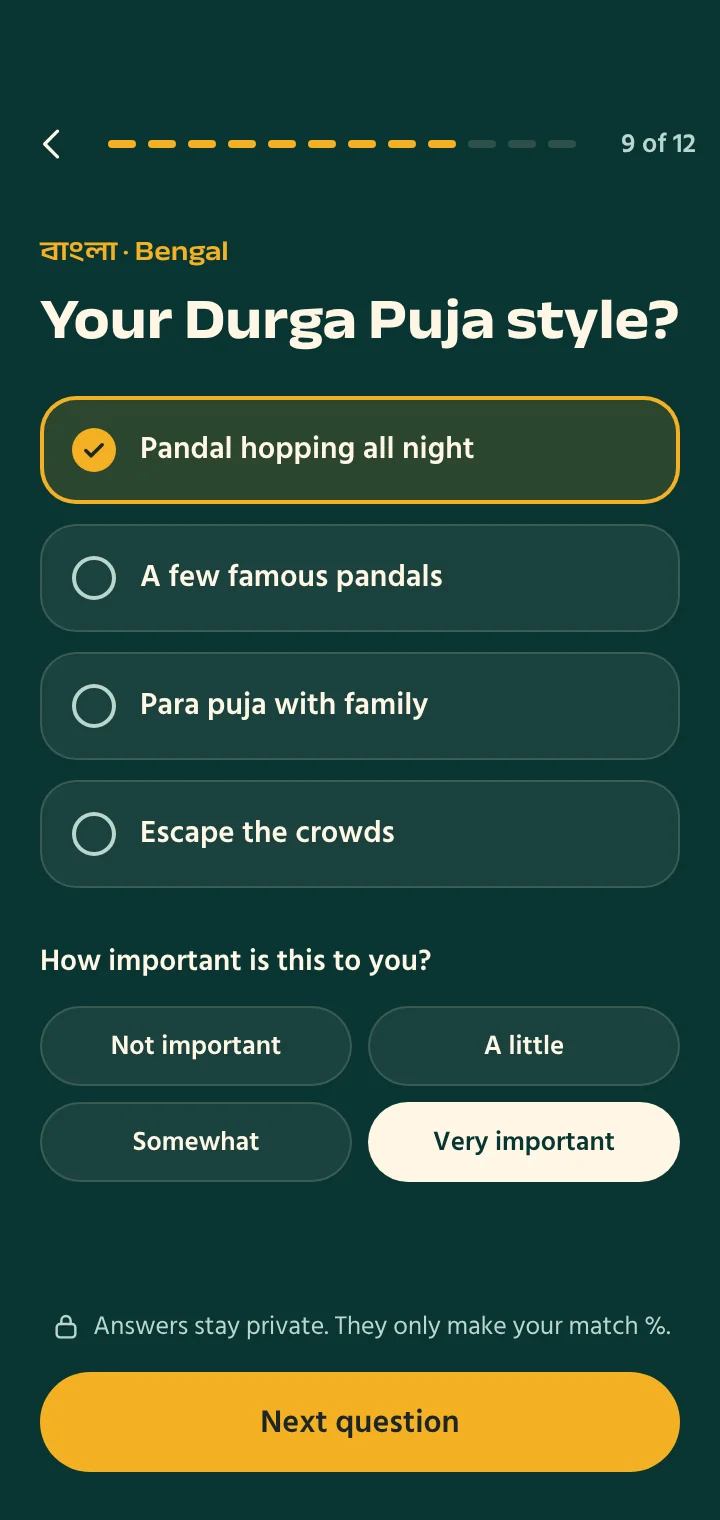 9 of 12
বাংলা · Bengal
Your Durga Puja style?
Pandal hopping all night
A few famous pandals
Para puja with family
Escape the crowds
How important is this to you?
Not important
A little
Somewhat
Very important
Answers stay private. They only make your match %.
Next question